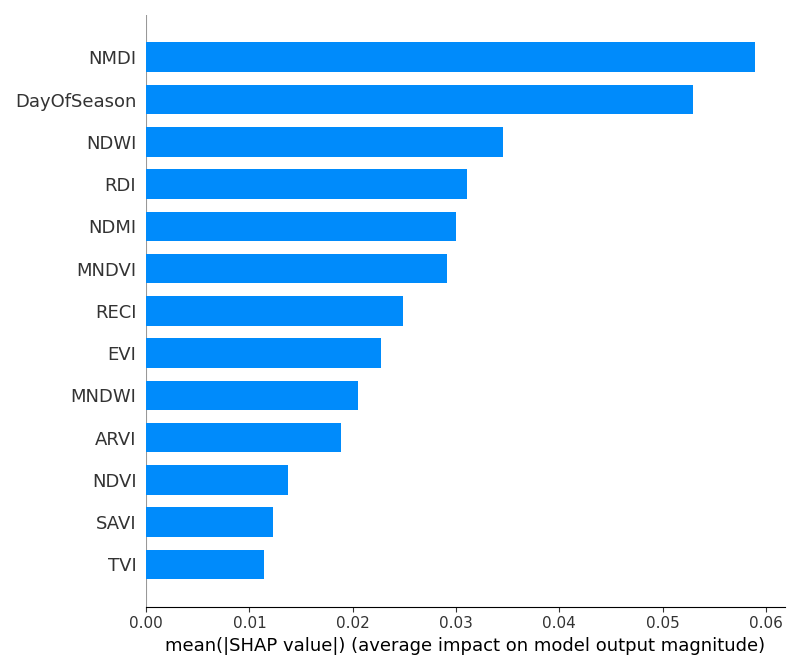 NMDI
DayOfSeason
NDWI
RDI
NDMI
MNDVI
RECI
EVI
MNDWI
ARVI
NDVI
SAVI
TVI
0.00 0.01 0.02 0.03 0.04 0.05 0.06
mean(|SHAP value|) (average impact on model output magnitude)